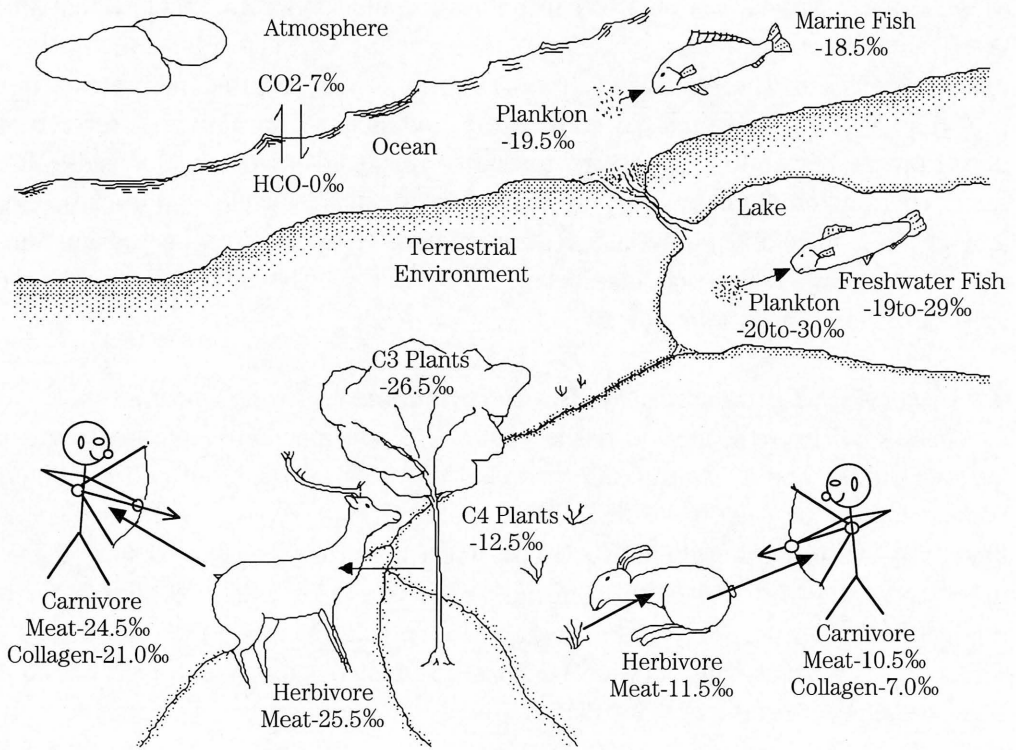 Atmosphere
Marine Fish
-18.5‰
CO2-7‰
Plankton
-19.5‰
Ocean
HCO-0‰
Lake
Terrestrial
Environment
Freshwater Fish
-19to-29‰
Plankton
-20to-30‰
C3 Plants
-26.5‰
C4 Plants
-12.5‰
Carnivore
Meat-24.5‰
Collagen-21.0‰
Herbivore
Meat-25.5‰
Herbivore
Meat-11.5‰
Carnivore
Meat-10.5‰
Collagen-7.0‰